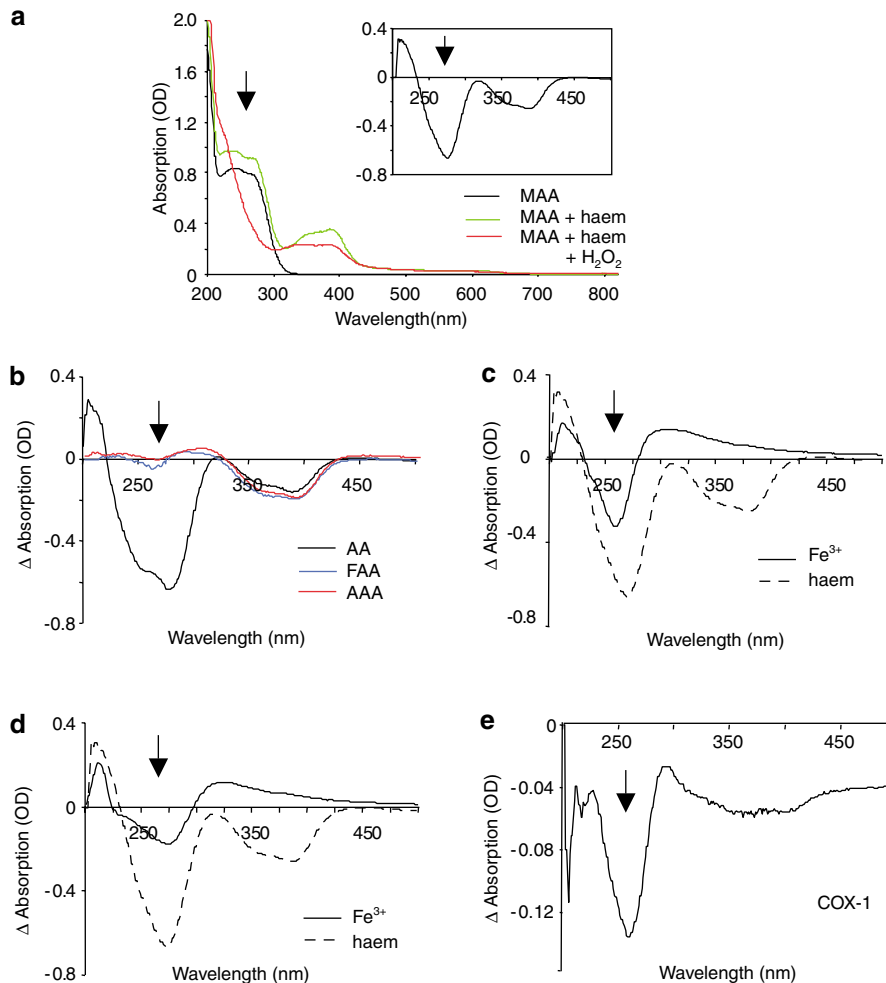 a
2.0
1.6
1.2
0.8
0.4
0
Absorption (OD)
200 300 400 500 600 700 800
Wavelength(nm)
0.4
0
-0.4
-0.8
250 350 450
MAA
MAA + haem
MAA + haem
+ H₂O₂
b
0.4
0
-0.4
-0.8
Δ Absorption (OD)
250 350 450
AA
FAA
AAA
Wavelength (nm)
c
0.4
0
-0.4
-0.8
Δ Absorption (OD)
250 350 450
Fe³⁺
haem
Wavelength (nm)
d
0.4
0
-0.4
-0.8
Δ Absorption (OD)
250 350 450
Fe³⁺
haem
Wavelength (nm)
e
0
-0.04
-0.08
-0.12
Δ Absorption (OD)
250 350 450
COX-1
Wavelength (nm)